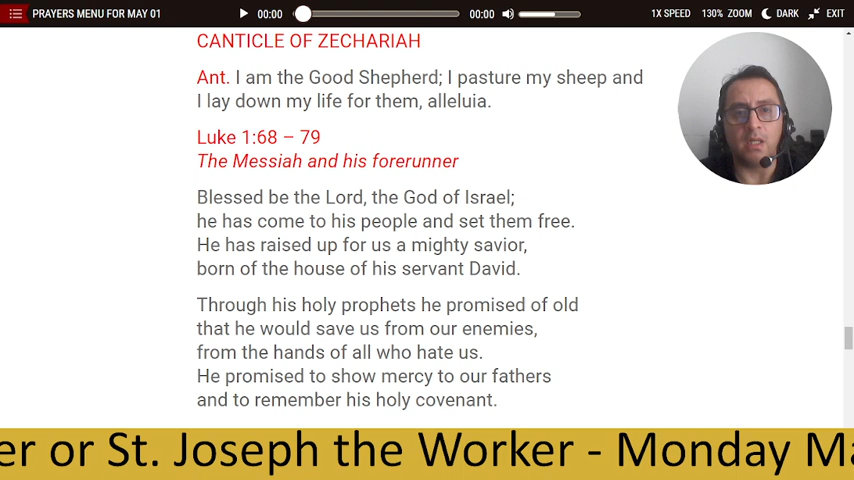 PRAYERS MENU FOR MAY 01 00:00 00:00 1X SPEED 130% ZOOM DARK EXIT
CANTICLE OF ZECHARIAH
Ant. I am the Good Shepherd; I pasture my sheep and
I lay down my life for them, alleluia.
Luke 1:68 – 79
The Messiah and his forerunner
Blessed be the Lord, the God of Israel;
he has come to his people and set them free.
He has raised up for us a mighty savior,
born of the house of his servant David.
Through his holy prophets he promised of old
that he would save us from our enemies,
from the hands of all who hate us.
He promised to show mercy to our fathers
and to remember his holy covenant.
er or St. Joseph the Worker - Monday Ma